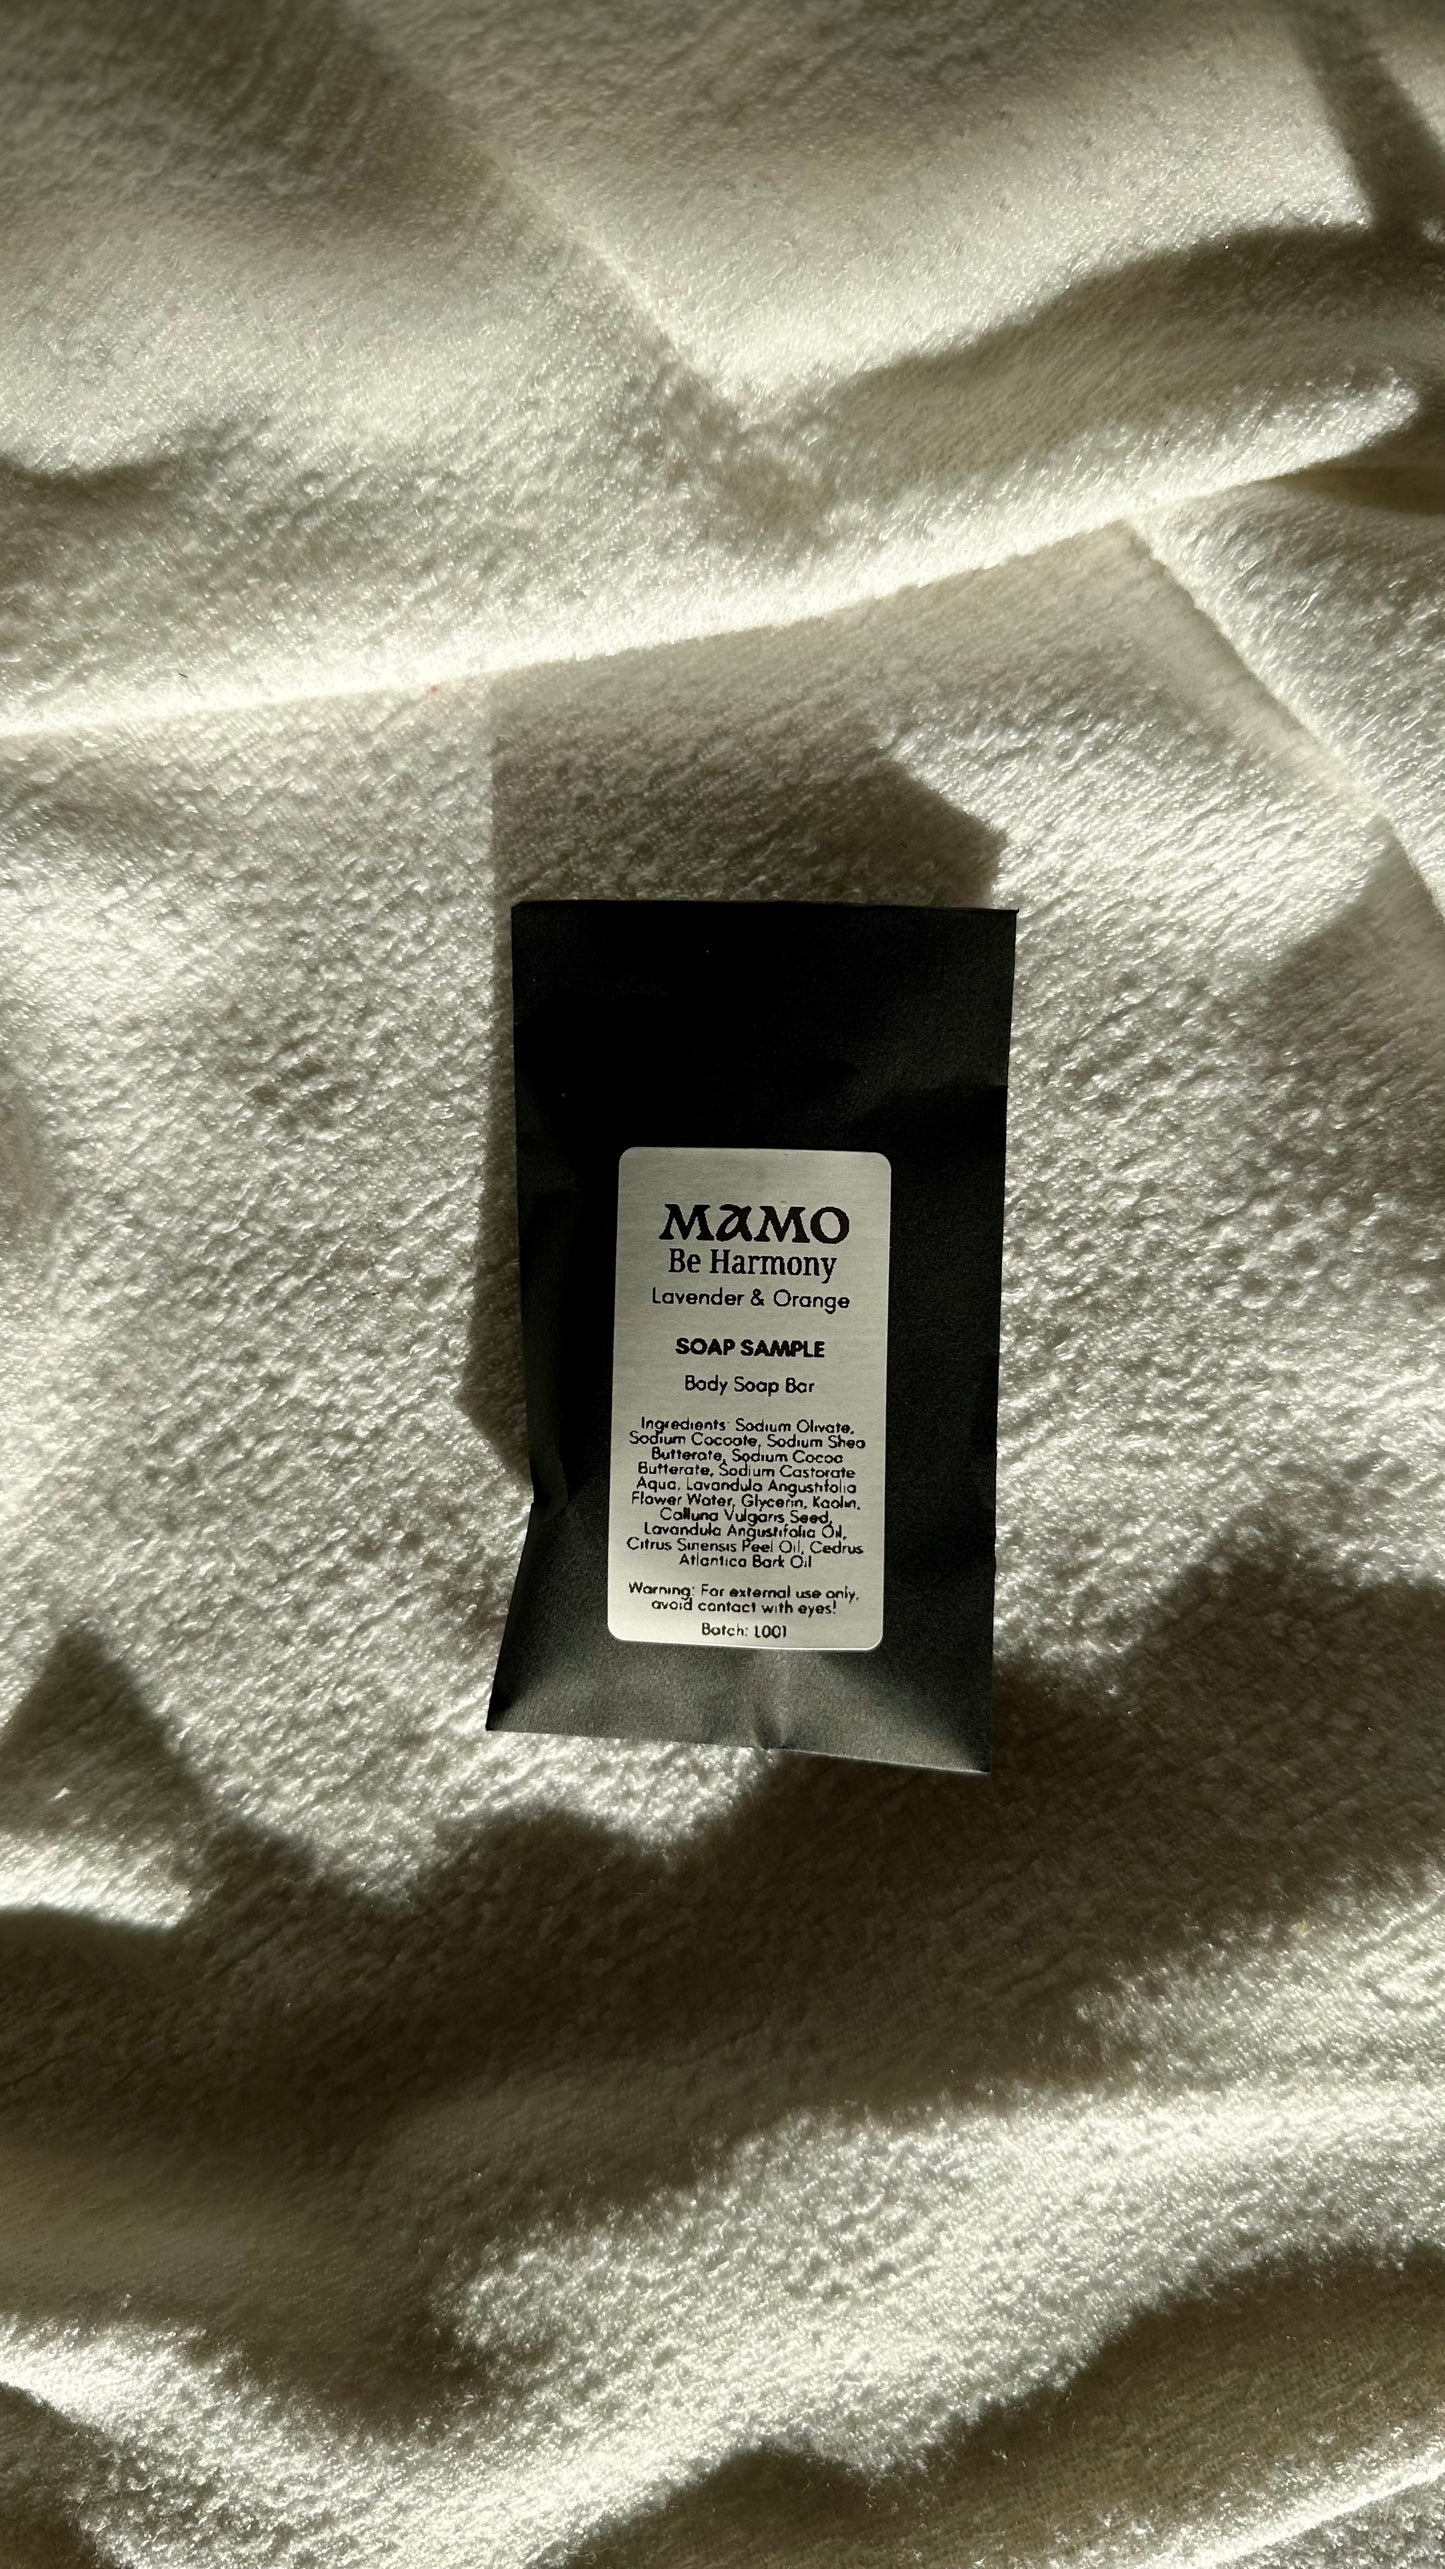 MAMO
Be Harmony
Lavender & Orange
SOAP SAMPLE
Body Soap Bar
Ingredients: Sodium Olivate,
Sodium Cocoate, Sodium Shea
Butterate, Sodium Cocoa
Butterate, Sodium Castorate
Aqua, Lavandula Angustifolia
Flower Water, Glycerin, Kaolin,
Calluna Vulgaris Seed,
Lavandula Angustifolia Oil,
Citrus Sinensis Peel Oil, Cedrus
Atlantica Bark Oil
Warning: For external use only,
avoid contact with eyes!
Batch: L001